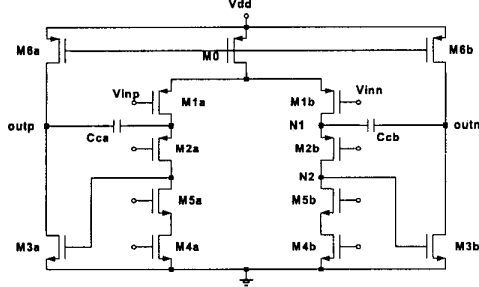 Vdd
M6a
M0
M6b
Vinp
Vinn
M1a
M1b
outp
Cca
N1
Ccb
outn
M2a
M2b
N2
M5a
M5b
M3a
M4a
M4b
M3b